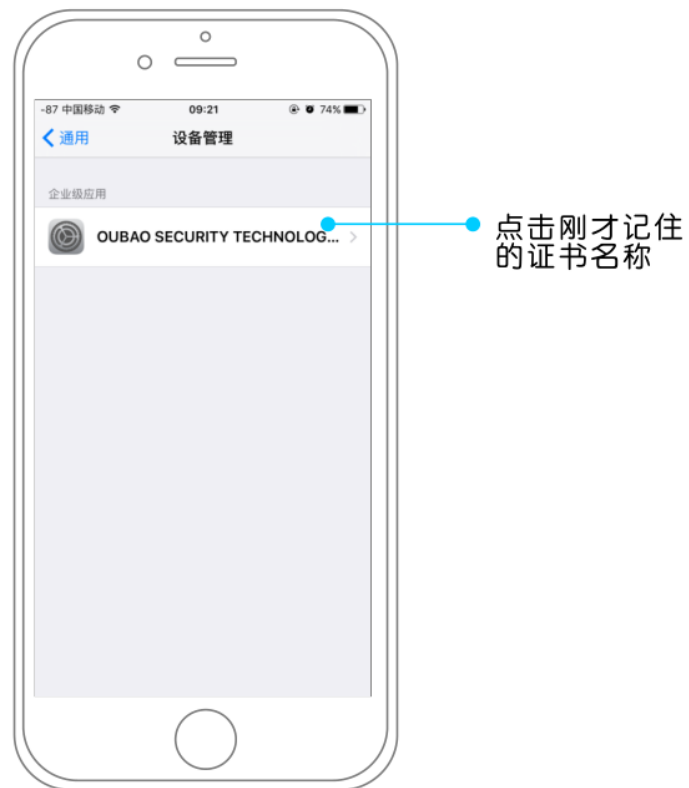 -87 中国移动 09:21 74%
通用 设备管理
企业级应用
OUBAO SECURITY TECHNOLOG...
点击刚才记住
的证书名称